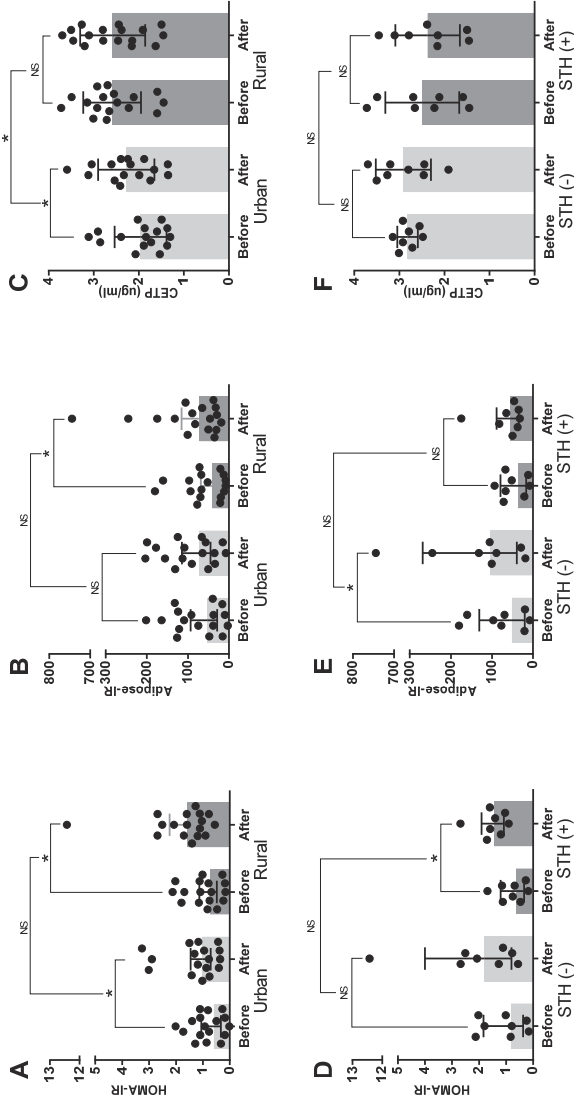 A
HOMA-IR
13
12
5
4
3
2
1
0
NS
*
*
Before After Before After
Urban Rural
B
Adipose-IR
800
700
300
200
100
0
NS
NS
*
Before After Before After
Urban Rural
C
CETP (ug/ml)
4
3
2
1
0
*
*
NS
Before After Before After
Urban Rural
D
HOMA-IR
13
12
5
4
3
2
1
0
NS
NS
*
Before After Before After
STH (-) STH (+)
E
Adipose-IR
800
700
300
200
100
0
NS
*
NS
Before After Before After
STH (-) STH (+)
F
CETP (ug/ml)
4
3
2
1
0
NS
NS
NS
Before After Before After
STH (-) STH (+)